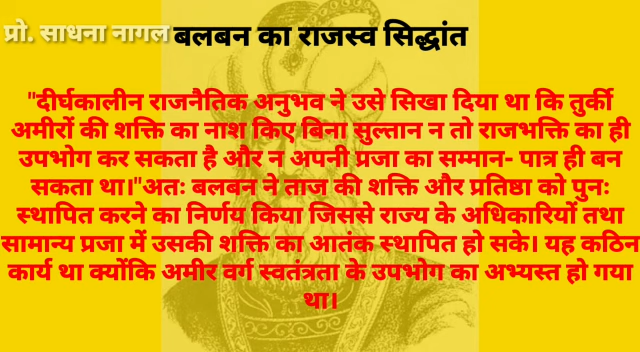 प्रो. साधना नागल
बलबन का राजस्व सिद्धांत
"दीर्घकालीन राजनैतिक अनुभव ने उसे सिखा दिया था कि तुर्की
अमीरों की शक्ति का नाश किए बिना सुल्तान न तो राजभक्ति का ही
उपभोग कर सकता है और न अपनी प्रजा का सम्मान- पात्र ही बन
सकता था।"अतः बलबन ने ताज की शक्ति और प्रतिष्ठा को पुनः
स्थापित करने का निर्णय किया जिससे राज्य के अधिकारियों तथा
सामान्य प्रजा में उसकी शक्ति का आतंक स्थापित हो सके। यह कठिन
कार्य था क्योंकि अमीर वर्ग स्वतंत्रता के उपभोग का अभ्यस्त हो गया
था।